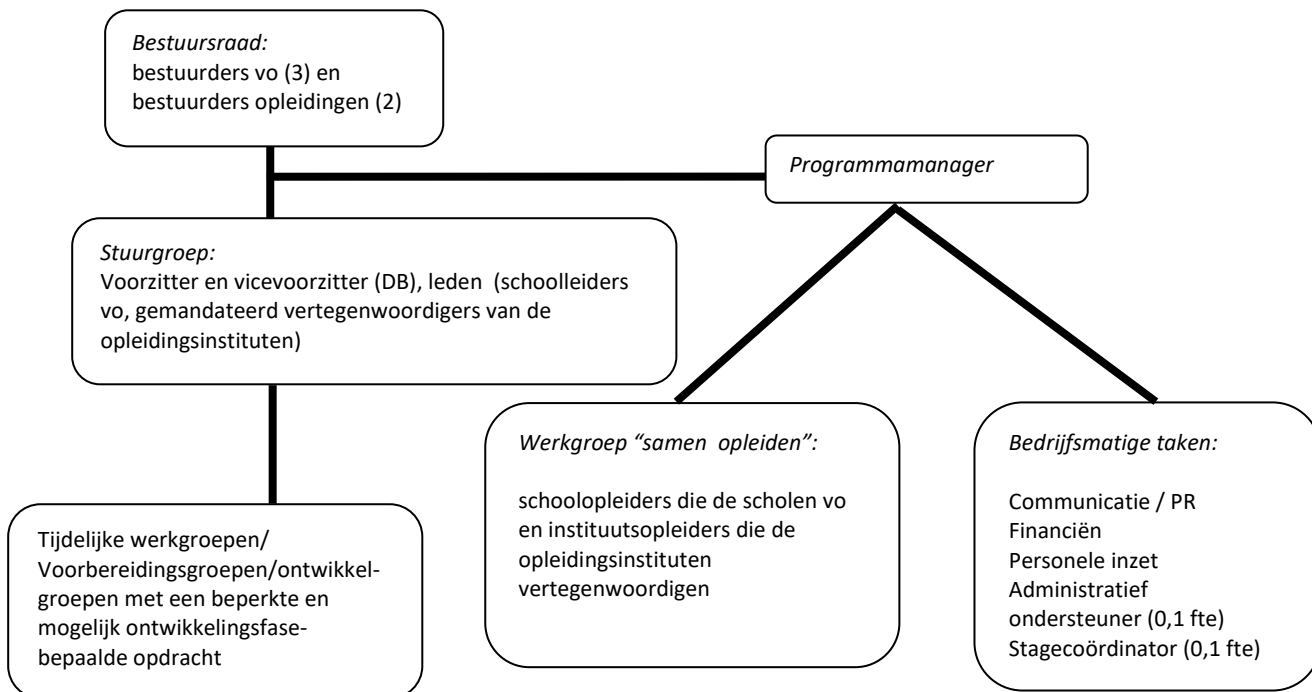 Bestuursraad:
bestuurders vo (3) en
bestuurders opleidingen (2)
Programmamanager
Stuurgroep:
Voorzitter en vicevoorzitter (DB), leden (schoolleiders
vo, gemandateerd vertegenwoordigers van de
opleidingsinstituten)
Tijdelijke werkgroepen/
Voorbereidingsgroepen/ontwikkel-
groepen met een beperkte en
mogelijk ontwikkelingsfase-
bepaalde opdracht
Werkgroep “samen opleiden”:
schoolopleiders die de scholen vo
en instituutsopleiders die de
opleidingsinstituten
vertegenwoordigen
Bedrijfsmatige taken:
Communicatie / PR
Financiën
Personele inzet
Administratief
ondersteuner (0,1 fte)
Stagecoördinator (0,1 fte)